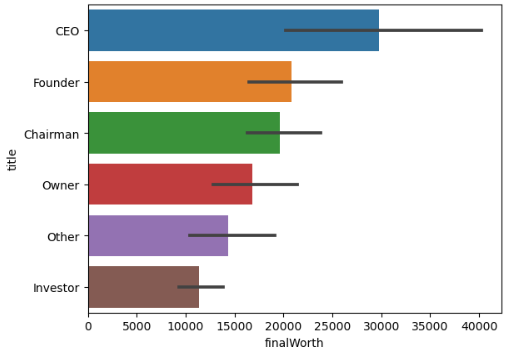 CEO
Founder
Chairman
Owner
Other
Investor
title
0 5000 10000 15000 20000 25000 30000 35000 40000
finalWorth